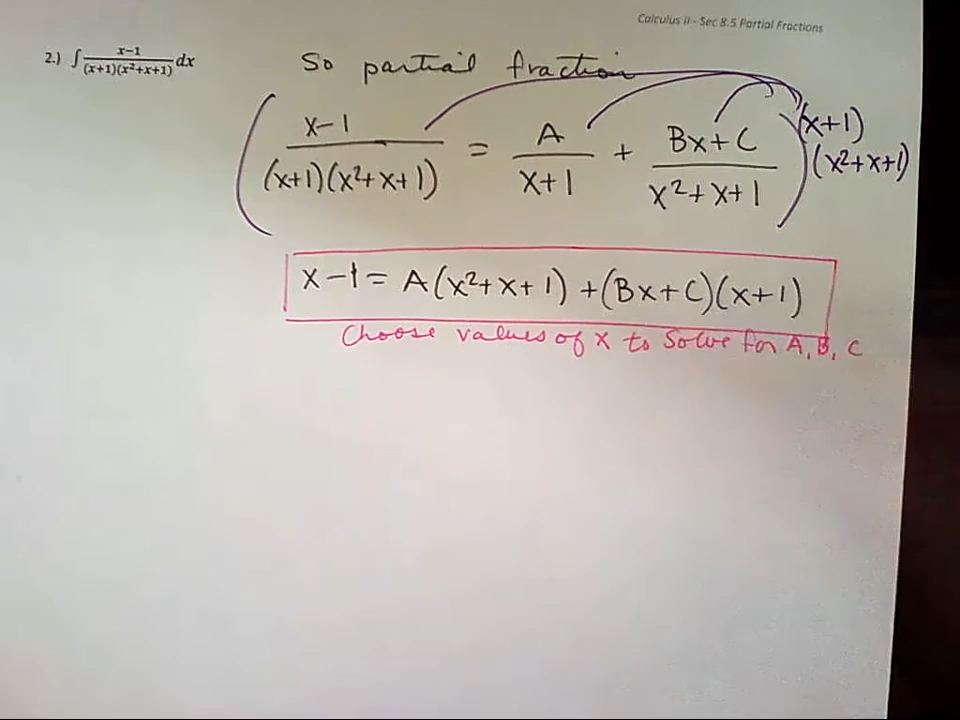 Calculus II - Sec 8.5 Partial Fractions
2.) ∫ x−1 / (x+1)(x²+x+1) dx
So partial fraction
( x−1 / (x+1)(x²+x+1) = A / x+1 + Bx+C / x²+x+1 ) (x+1)(x²+x+1)
x−1 = A(x²+x+1) + (Bx+C)(x+1)
Choose values of x to Solve for A, B, C